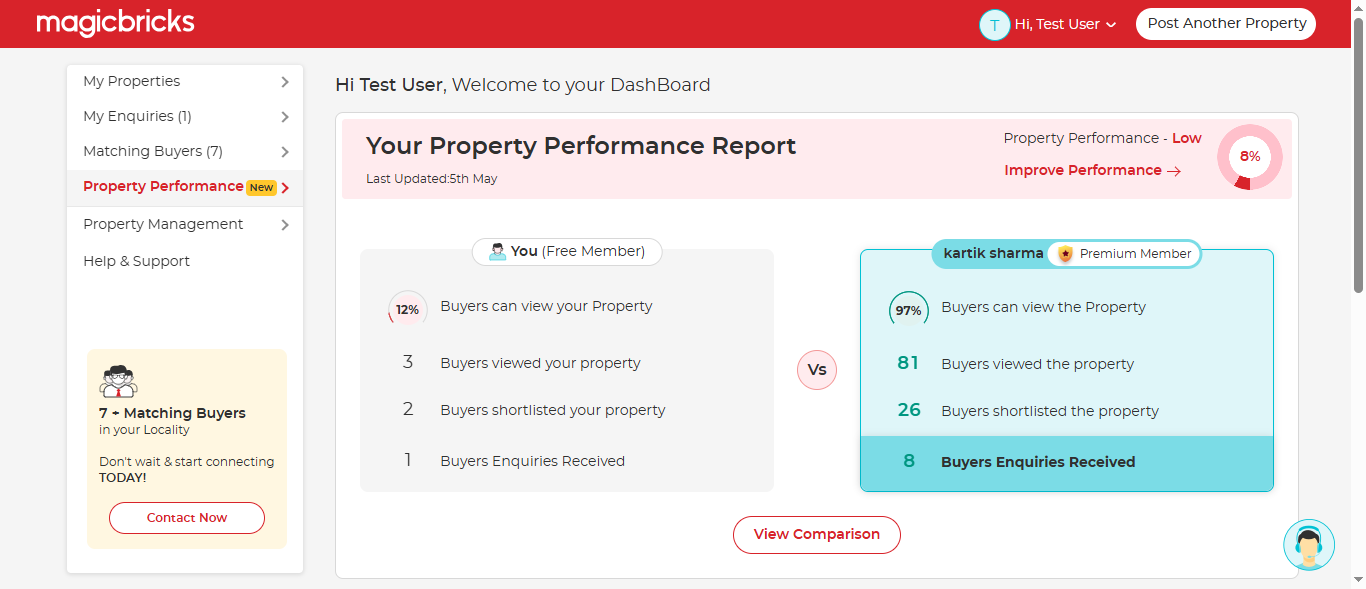 magicbricks
T Hi, Test User
Post Another Property
My Properties
My Enquiries (1)
Matching Buyers (7)
Property Performance New
Property Management
Help & Support
7 + Matching Buyers
in your Locality
Don't wait & start connecting
TODAY!
Contact Now
Hi Test User, Welcome to your DashBoard
Your Property Performance Report
Last Updated:5th May
Property Performance - Low
Improve Performance →
8%
You (Free Member)
12% Buyers can view your Property
3 Buyers viewed your property
2 Buyers shortlisted your property
1 Buyers Enquiries Received
Vs
kartik sharma Premium Member
97% Buyers can view the Property
81 Buyers viewed the property
26 Buyers shortlisted the property
8 Buyers Enquiries Received
View Comparison